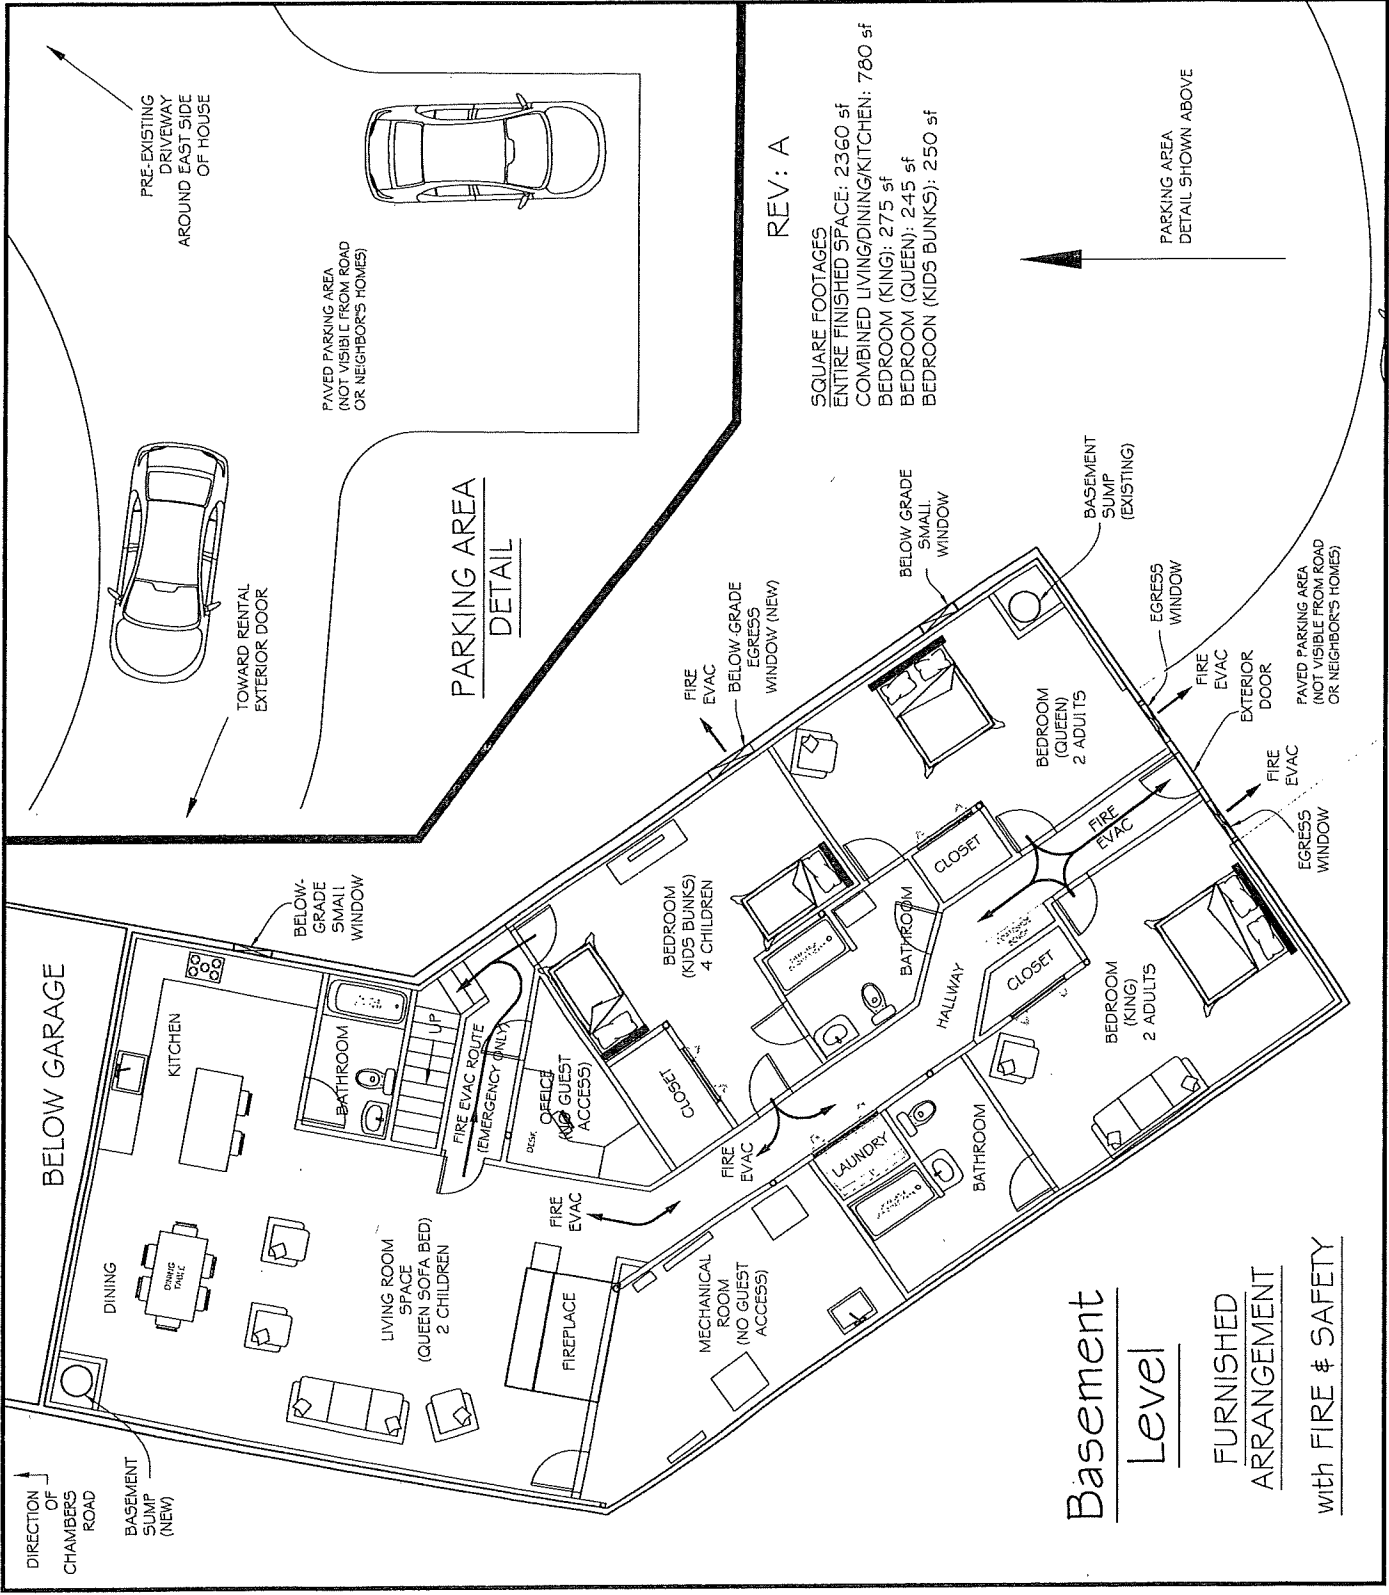 DIRECTION
OF
CHAMBERS
ROAD
BASEMENT
SUMP
(NEW)
BELOW GARAGE
DINING
DINING
TABLE
KITCHEN
BELOW-
GRADE
SMALL
WINDOW
BATHROOM
UP
FIRE EVAC ROUTE
(EMERGENCY ONLY)
LIVING ROOM
SPACE
(QUEEN SOFA BED)
2 CHILDREN
FIREPLACE
FIRE
EVAC
DESK
OFFICE
(NO GUEST
ACCESS)
CLOSET
BEDROOM
(KIDS BUNKS)
4 CHILDREN
FIRE
EVAC
MECHANICAL
ROOM
(NO GUEST
ACCESS)
LAUNDRY
BATHROOM
BATHROOM
HALLWAY
CLOSET
CLOSET
BEDROOM
(KING)
2 ADULTS
BEDROOM
(QUEEN)
2 ADULTS
FIRE
EVAC
FIRE
EVAC
BELOW-GRADE
EGRESS
WINDOW (NEW)
BELOW GRADE
SMALL
WINDOW
BASEMENT
SUMP
(EXISTING)
EGRESS
WINDOW
FIRE
EVAC
EXTERIOR
DOOR
FIRE
EVAC
EGRESS
WINDOW
PAVED PARKING AREA
(NOT VISIBLE FROM ROAD
OR NEIGHBOR'S HOMES)
TOWARD RENTAL
EXTERIOR DOOR
PARKING AREA
DETAIL
PAVED PARKING AREA
(NOT VISIBLE FROM ROAD
OR NEIGHBOR'S HOMES)
PRE-EXISTING
DRIVEWAY
AROUND EAST SIDE
OF HOUSE
REV: A
SQUARE FOOTAGES
ENTIRE FINISHED SPACE: 2360 sf
COMBINED LIVING/DINING/KITCHEN: 780 sf
BEDROOM (KING): 275 sf
BEDROOM (QUEEN): 245 sf
BEDROON (KIDS BUNKS): 250 sf
PARKING AREA
DETAIL SHOWN ABOVE
Basement
Level
FURNISHED
ARRANGEMENT
with FIRE & SAFETY